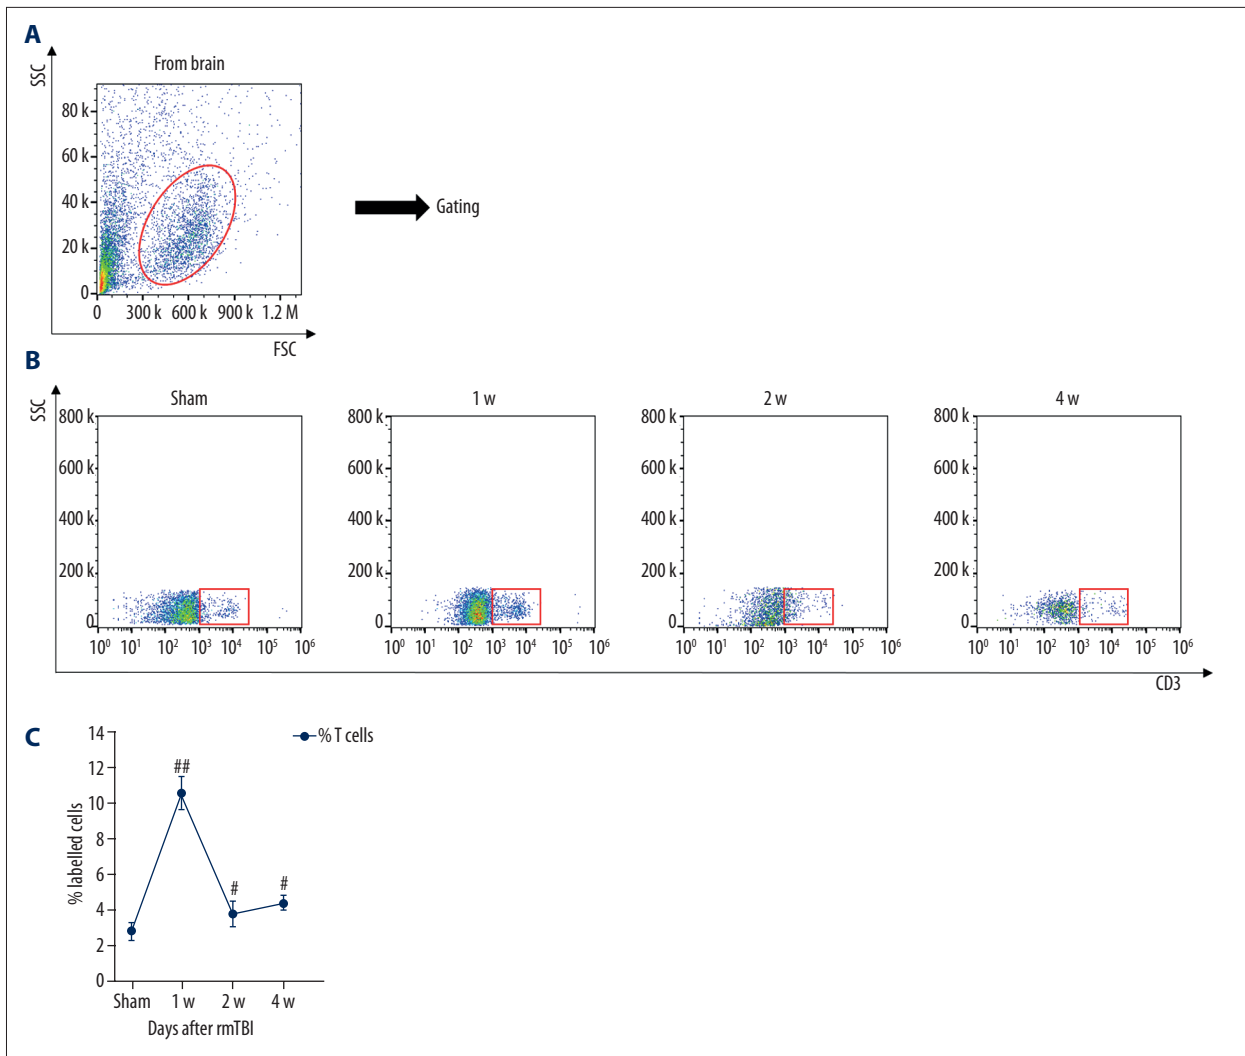 A
SSC
From brain
80 k
60 k
40 k
20 k
0
0 300 k 600 k 900 k 1.2 M
FSC
Gating
B
SSC
Sham 1 w 2 w 4 w
800 k 800 k 800 k 800 k
600 k 600 k 600 k 600 k
400 k 400 k 400 k 400 k
200 k 200 k 200 k 200 k
0 0 0 0
10⁰ 10¹ 10² 10³ 10⁴ 10⁵ 10⁶ 10⁰ 10¹ 10² 10³ 10⁴ 10⁵ 10⁶ 10⁰ 10¹ 10² 10³ 10⁴ 10⁵ 10⁶ 10⁰ 10¹ 10² 10³ 10⁴ 10⁵ 10⁶
CD3
C
% T cells
% labelled cells
14
12
10
8
6
4
2
0
##
#
#
Sham 1 w 2 w 4 w
Days after rmTBI